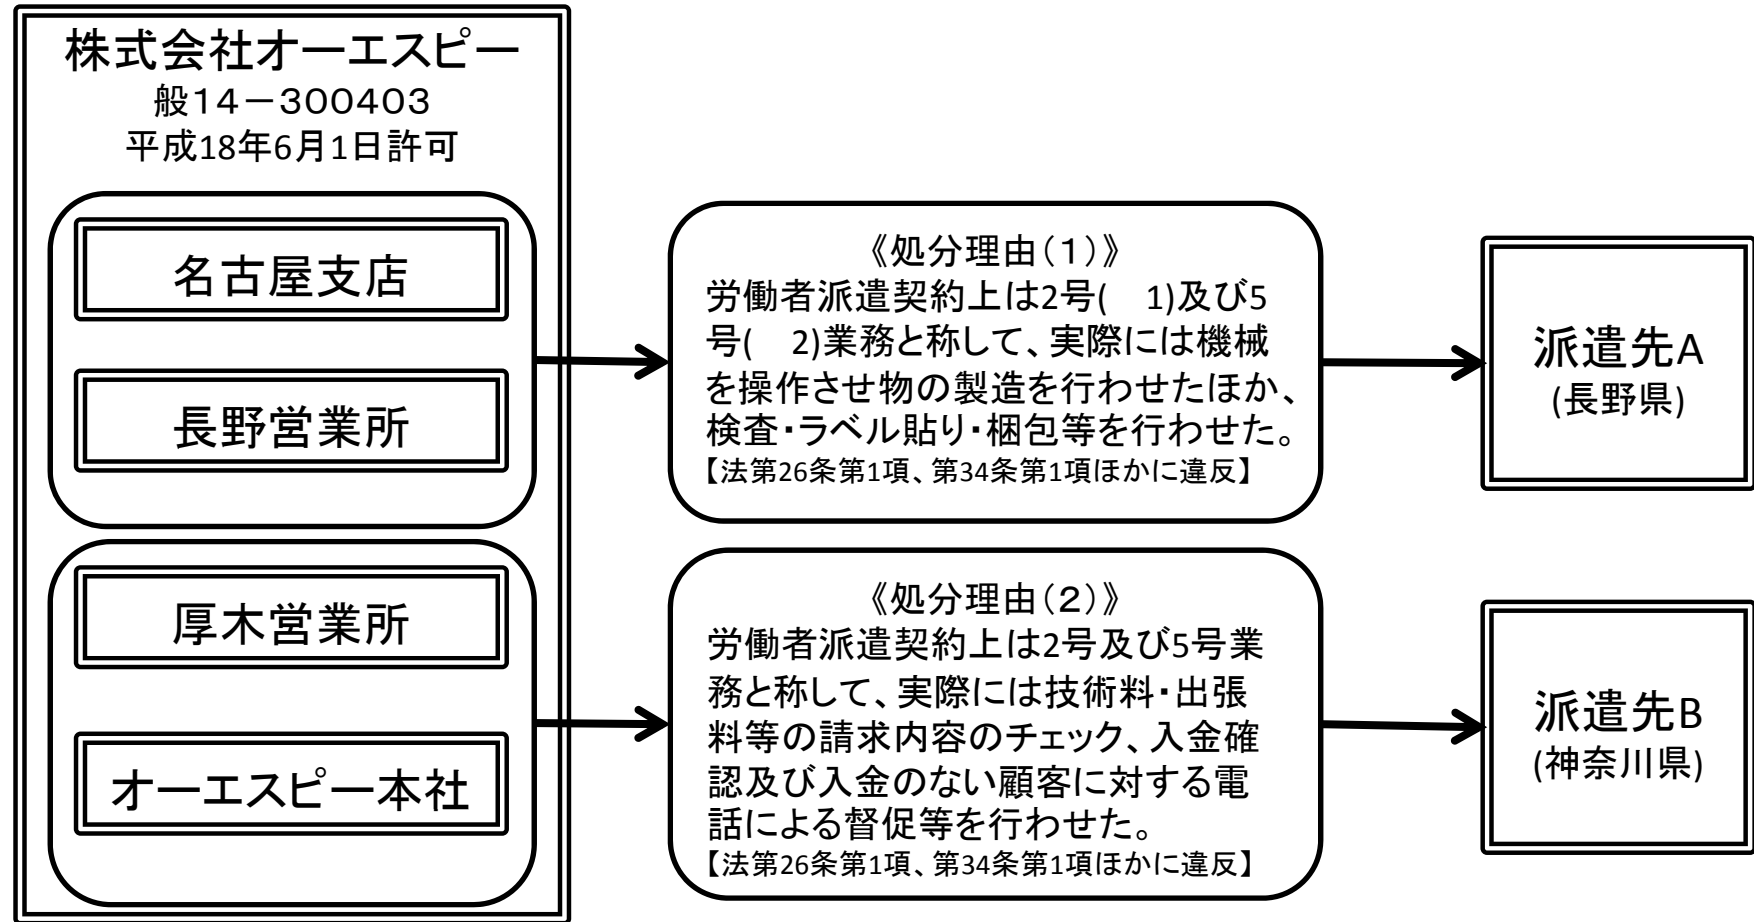 株式会社オーエスピー
般14－300403
平成18年6月1日許可
名古屋支店
長野営業所
厚木営業所
オーエスピー本社
《処分理由（１）》
労働者派遣契約上は2号(　1)及び5
号(　2)業務と称して、実際には機械
を操作させ物の製造を行わせたほか、
検査・ラベル貼り・梱包等を行わせた。
【法第26条第1項、第34条第1項ほかに違反】
派遣先A
(長野県)
《処分理由（２）》
労働者派遣契約上は2号及び5号業
務と称して、実際には技術料・出張
料等の請求内容のチェック、入金確
認及び入金のない顧客に対する電
話による督促等を行わせた。
【法第26条第1項、第34条第1項ほかに違反】
派遣先B
(神奈川県)